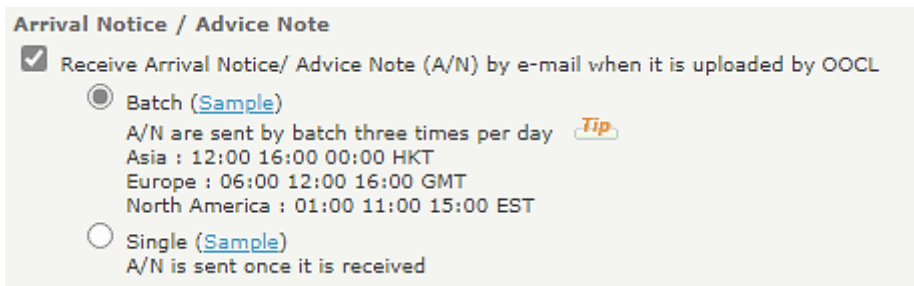 Arrival Notice / Advice Note
Receive Arrival Notice/ Advice Note (A/N) by e-mail when it is uploaded by OOCL
Batch (Sample)
A/N are sent by batch three times per day Tip
Asia : 12:00 16:00 00:00 HKT
Europe : 06:00 12:00 16:00 GMT
North America : 01:00 11:00 15:00 EST
Single (Sample)
A/N is sent once it is received